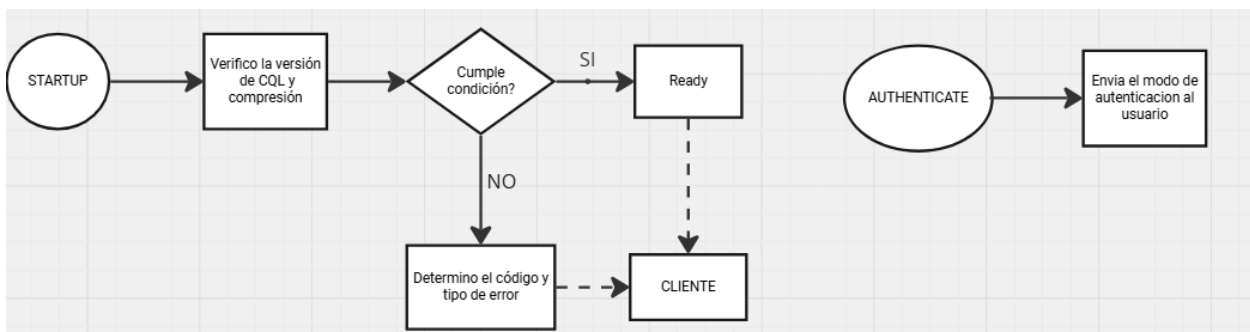 STARTUP
Verifico la versión
de CQL y
compresión
Cumple
condición?
SI
Ready
NO
Determino el código y
tipo de error
CLIENTE
AUTHENTICATE
Envia el modo de
autenticacion al
usuario